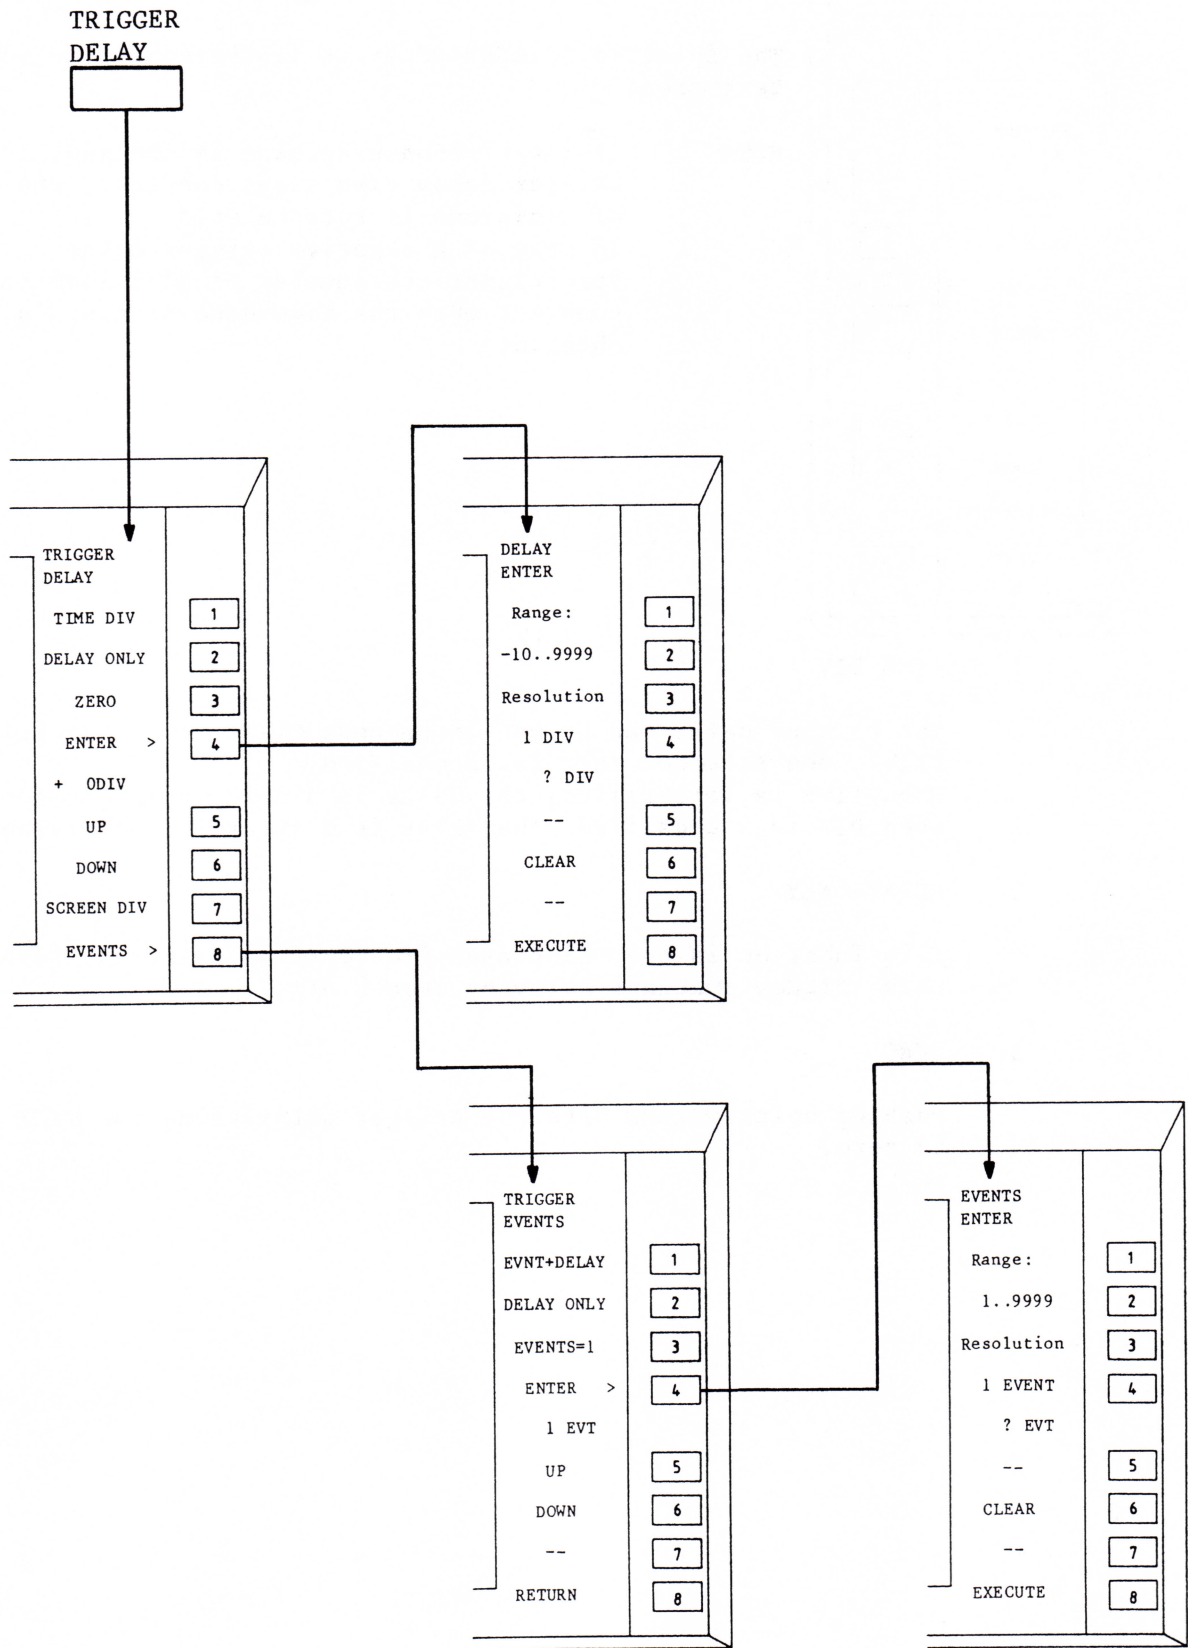 TRIGGER
DELAY
TRIGGER
DELAY
TIME DIV 1
DELAY ONLY 2
ZERO 3
ENTER > 4
+ 0DIV
UP 5
DOWN 6
SCREEN DIV 7
EVENTS > 8
DELAY
ENTER
Range: 1
-10..9999 2
Resolution 3
1 DIV 4
? DIV
-- 5
CLEAR 6
-- 7
EXECUTE 8
TRIGGER
EVENTS
EVNT+DELAY 1
DELAY ONLY 2
EVENTS=1 3
ENTER > 4
1 EVT
UP 5
DOWN 6
-- 7
RETURN 8
EVENTS
ENTER
Range: 1
1..9999 2
Resolution 3
1 EVENT 4
? EVT
-- 5
CLEAR 6
-- 7
EXECUTE 8